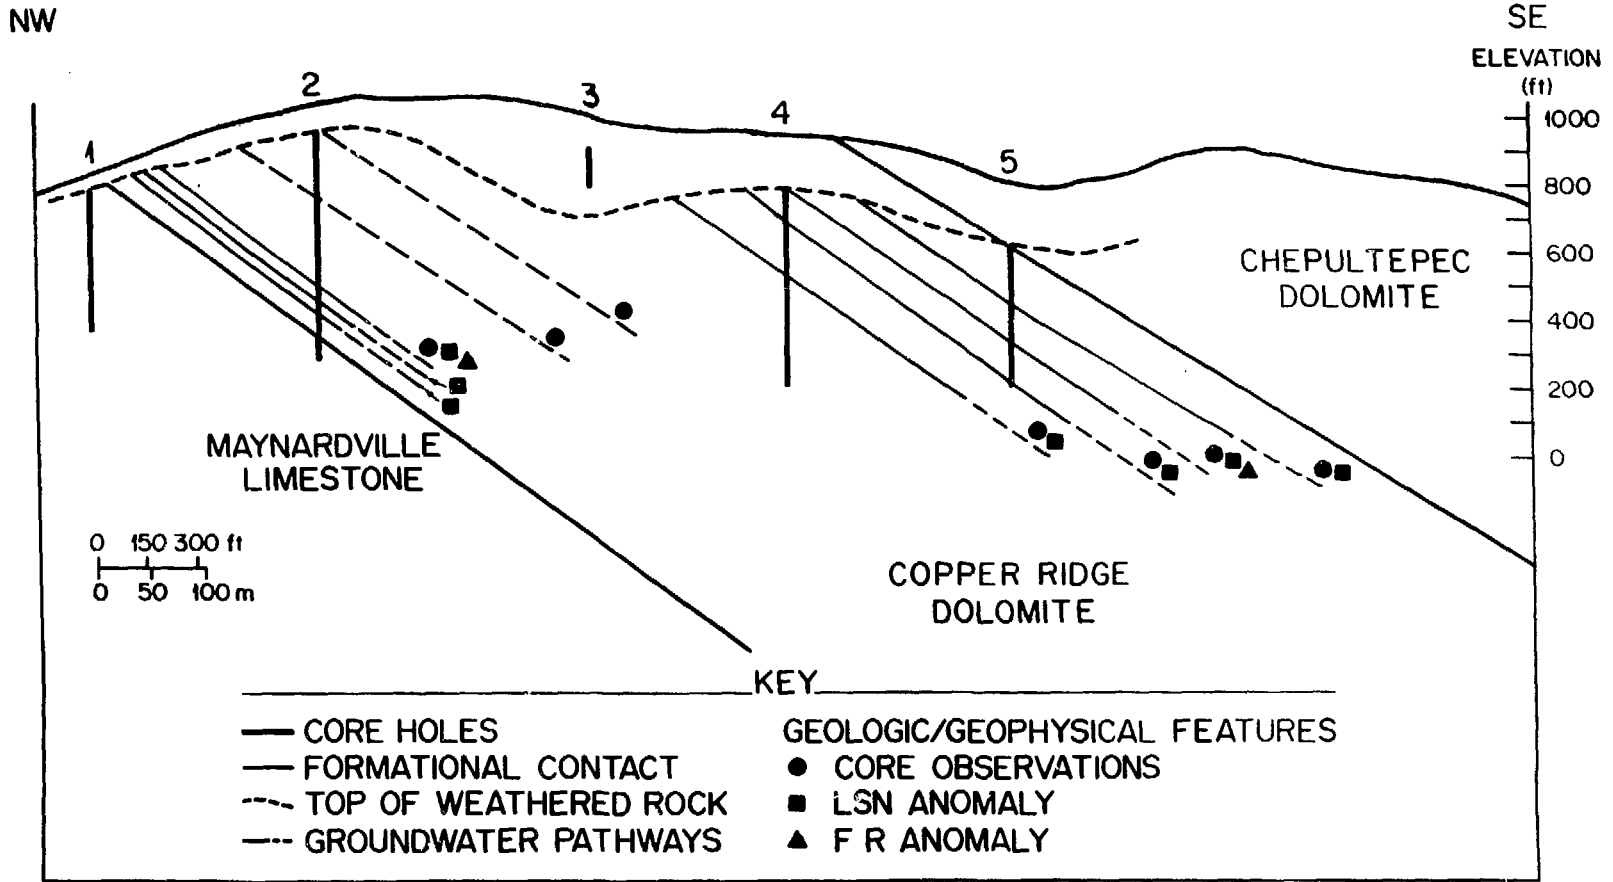 NW
SE
ELEVATION
(ft)
1
2
3
4
5
1000
800
600
400
200
0
CHEPULTEPEC
DOLOMITE
MAYNARDVILLE
LIMESTONE
0 150 300 ft
0 50 100 m
COPPER RIDGE
DOLOMITE
KEY
CORE HOLES
FORMATIONAL CONTACT
TOP OF WEATHERED ROCK
GROUNDWATER PATHWAYS
GEOLOGIC/GEOPHYSICAL FEATURES
CORE OBSERVATIONS
LSN ANOMALY
F R ANOMALY